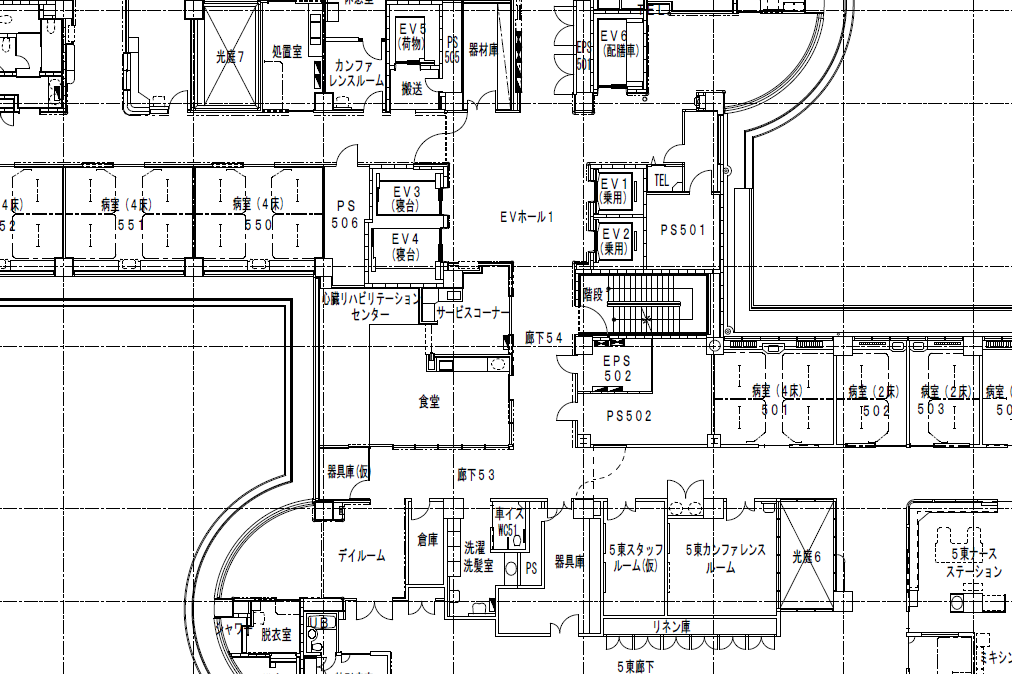 光庭7
処置室
カンファ
レンスルーム
EV5
(荷物)
搬送
PS
505
器材庫
EPS
501
EV6
(配膳車)
TEL
病室(4床)
551
病室(4床)
550
PS
506
EV3
(寝台)
EV4
(寝台)
EVホール1
EV1
(乗用)
EV2
(乗用)
TEL
PS501
心臓リハビリテーション
センター
サービスコーナー
階段
廊下54
食堂
EPS
502
PS502
病室(4床)
501
病室(2床)
502
病室(2床)
503
器具庫(仮)
廊下53
デイルーム
倉庫
洗濯
洗髪室
車イス
WC51
PS
器具庫
5東スタッフ
ルーム(仮)
5東カンファレンス
ルーム
光庭6
5東ナース
ステーション
シャワー
脱衣室
UB
リネン庫
5東廊下